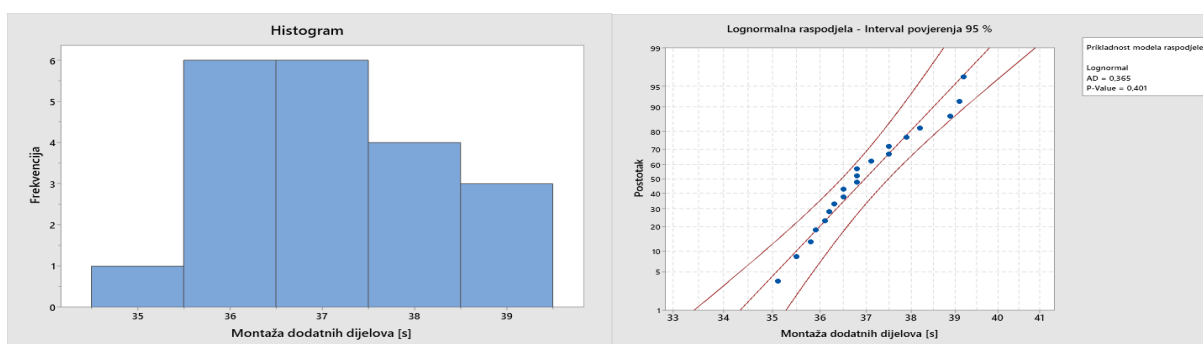 Histogram
Frekvencija
6
5
4
3
2
1
0
35 36 37 38 39
Montaža dodatnih dijelova [s]
Lognormalna raspodjela - Interval povjerenja 95 %
Postotak
99
95
90
80
70
60
50
40
30
20
10
5
1
33 34 35 36 37 38 39 40 41
Montaža dodatnih dijelova [s]
Prikladnost modela raspodjele
Lognormal
AD = 0,365
P-Value = 0,401